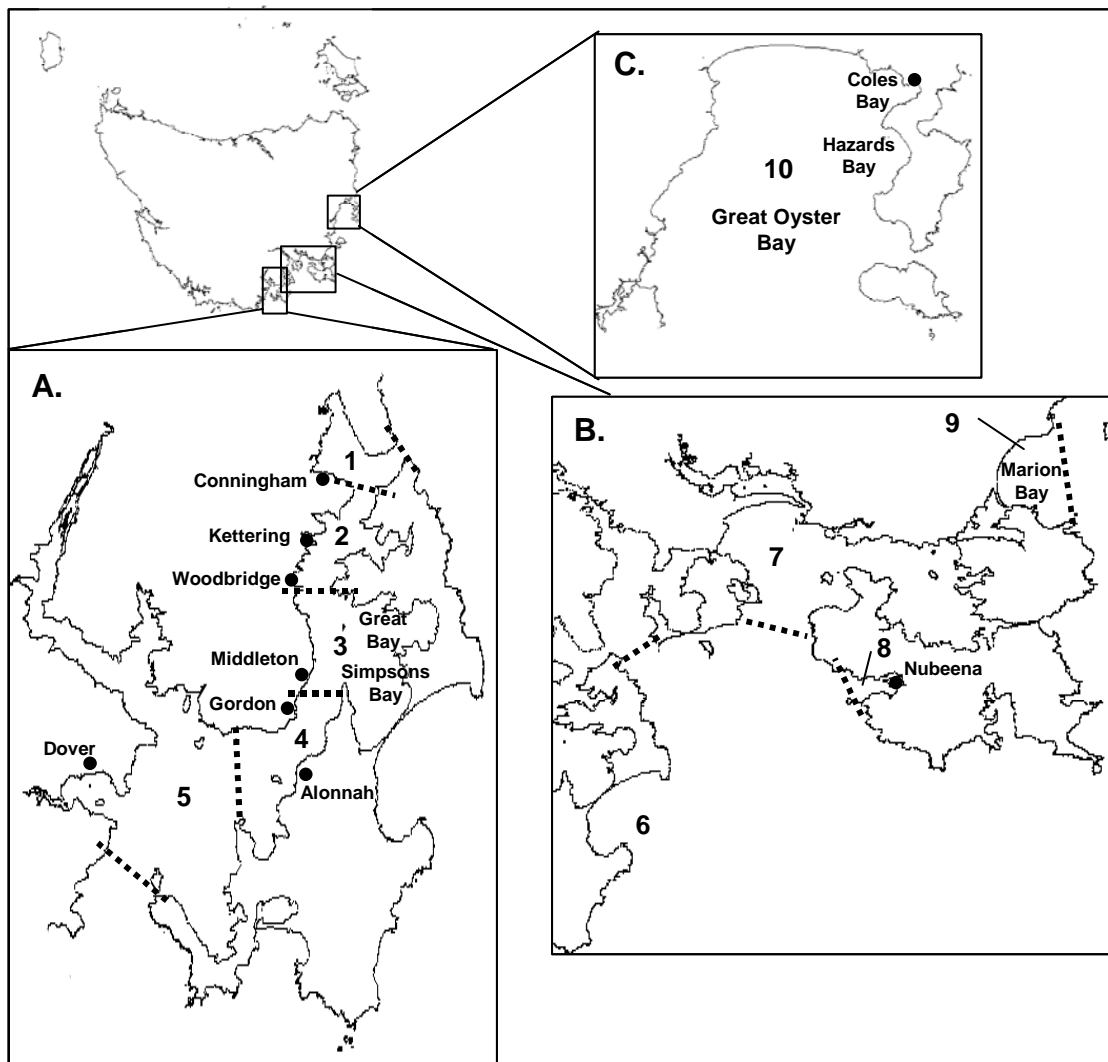 C.
Coles
Bay
Hazards
Bay
10
Great Oyster
Bay
A.
1
Conningham
Kettering
2
Woodbridge
Great
Bay
3
Middleton
Simpsons
Bay
Gordon
4
Dover
5
Alonnah
B.
9
Marion
Bay
7
8
Nubeena
6